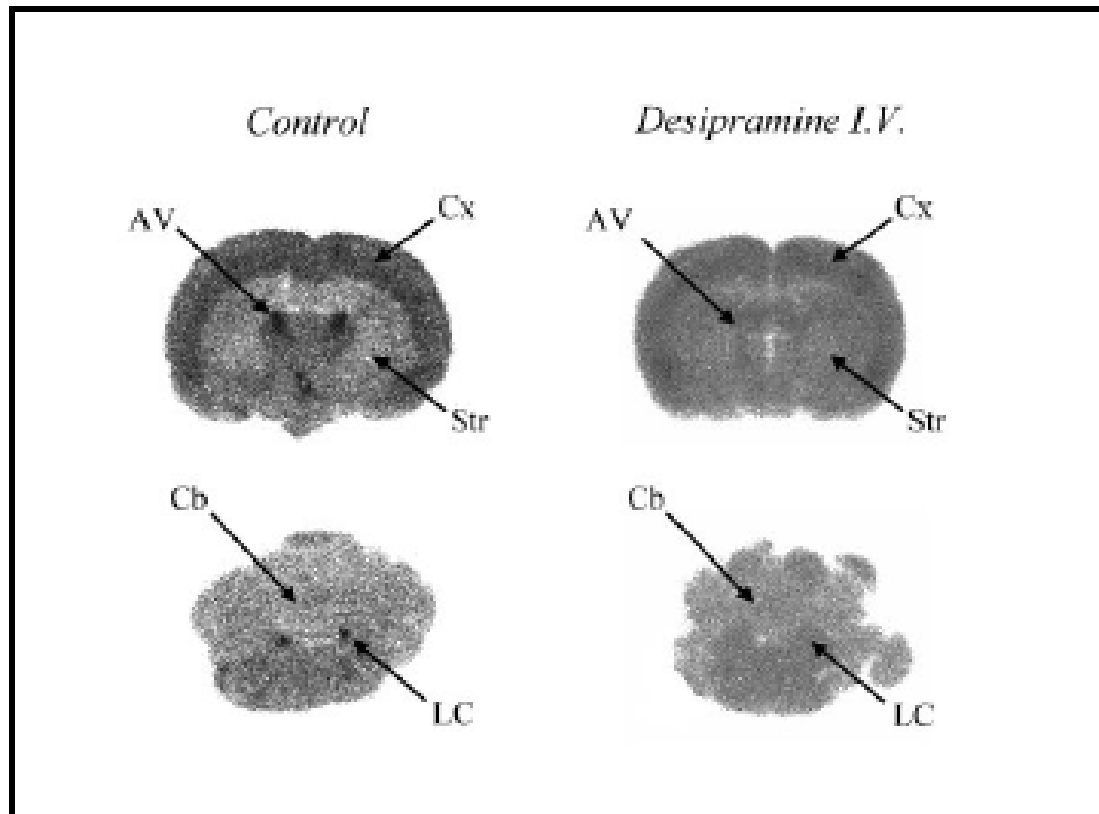 Control
Desipramine I.V.
AV
Cx
Str
AV
Cx
Str
Cb
LC
Cb
LC